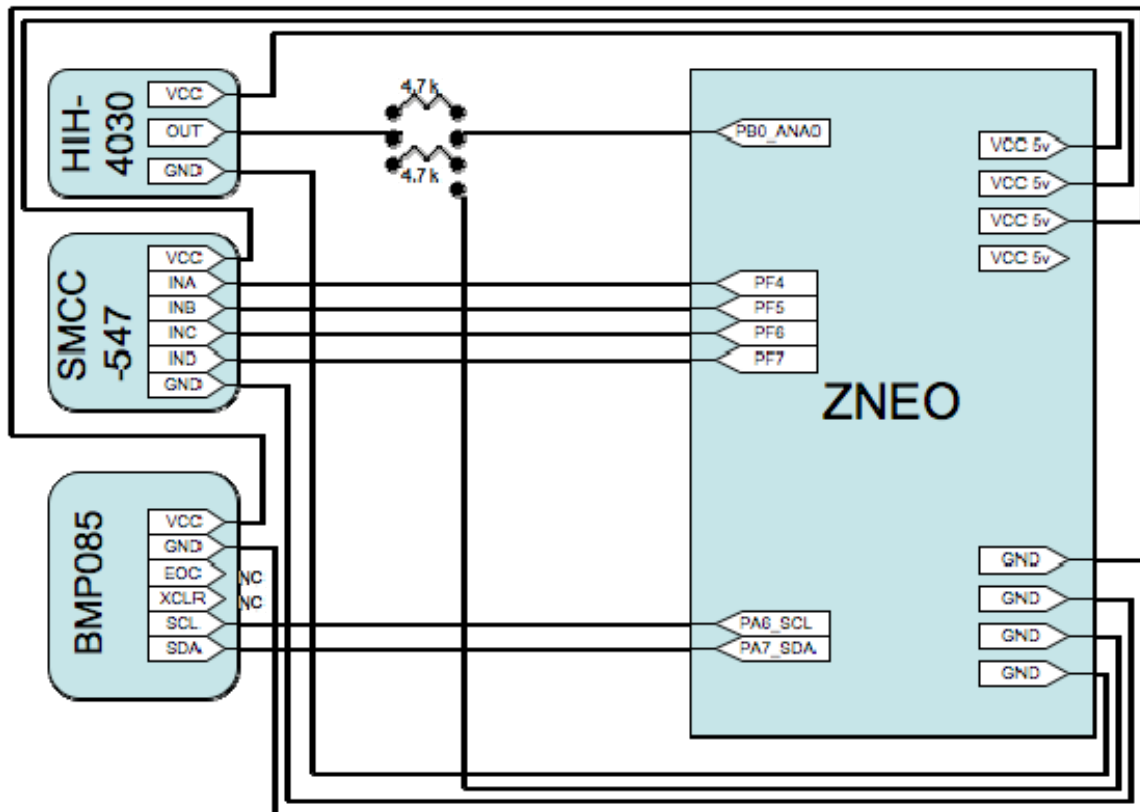 HIH-
4030
VCC
OUT
GND
4.7k
4.7k
PB0_ANA0
VCC 5v
VCC 5v
VCC 5v
VCC 5v
SMCC
-547
VCC
INA
INB
INC
IND
GND
PF4
PF5
PF6
PF7
ZNEO
BMP085
VCC
GND
EOC NC
XCLR NC
SCL
SDA
PA6_SCL
PA7_SDA
GND
GND
GND
GND